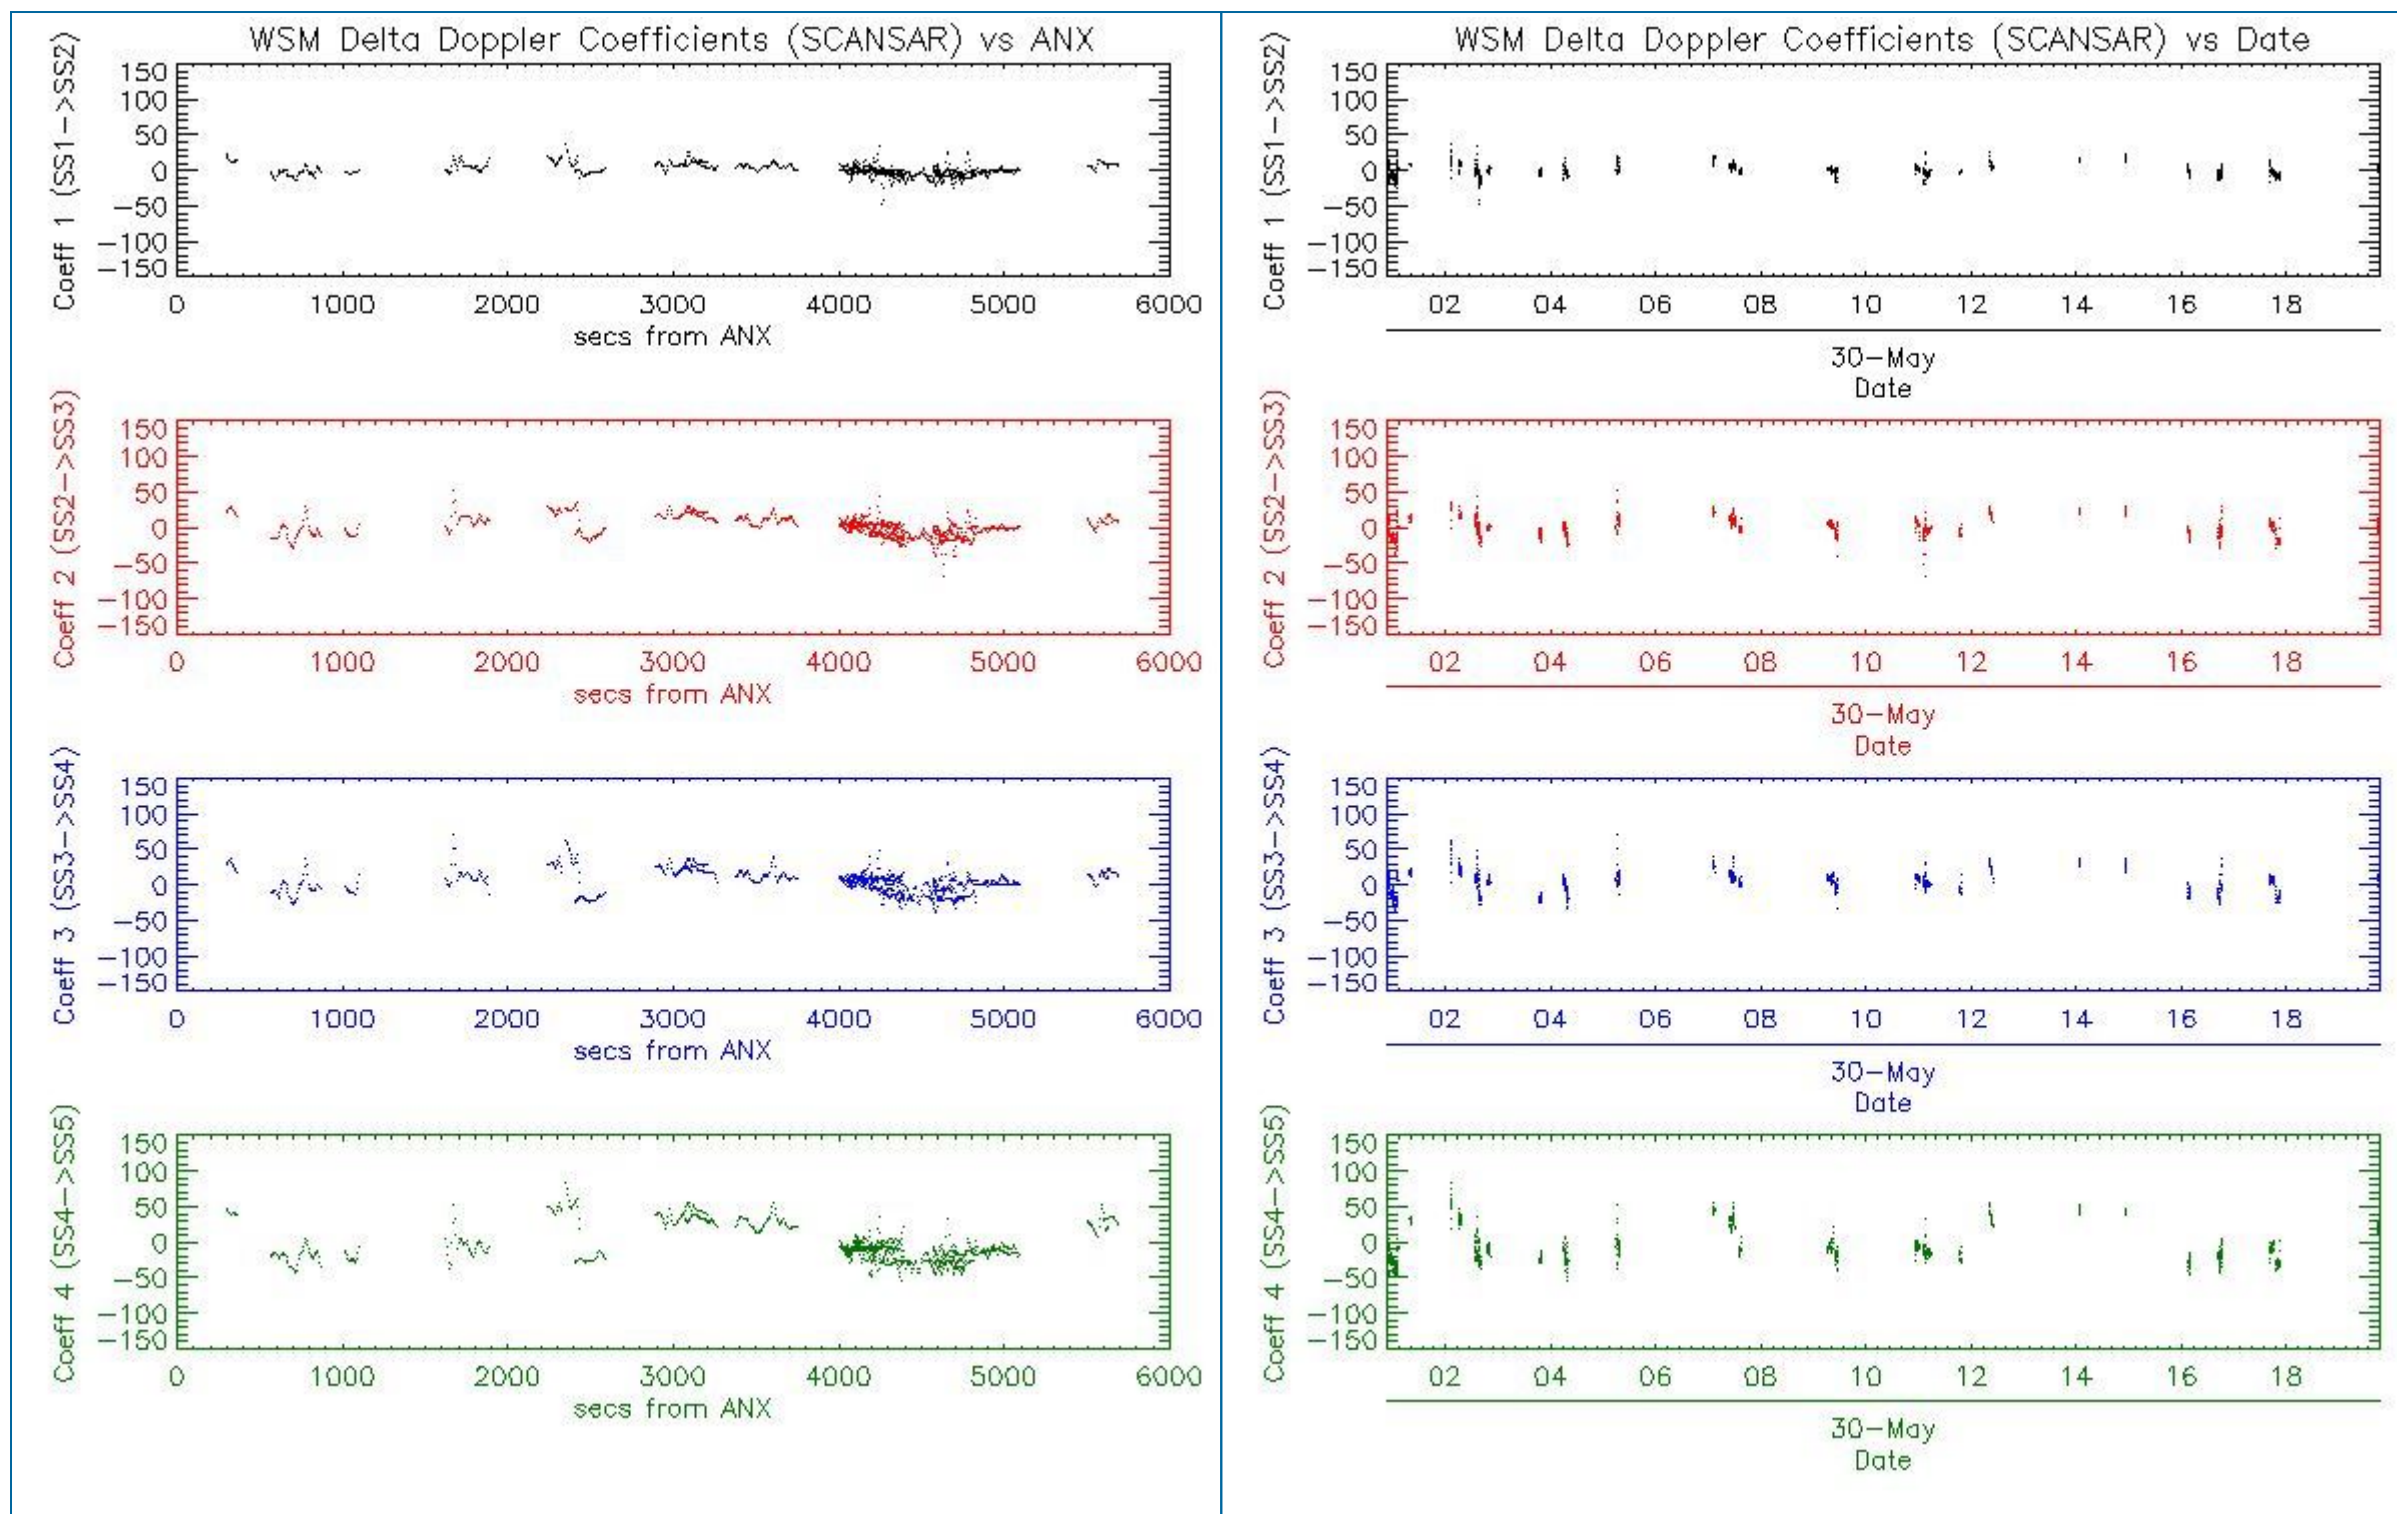 WSM Delta Doppler Coefficients (SCANSAR) vs ANX
Coeff 1 (SS1->SS2)
150
100
50
0
-50
-100
-150
0 1000 2000 3000 4000 5000 6000
secs from ANX
Coeff 2 (SS2->SS3)
150
100
50
0
-50
-100
-150
0 1000 2000 3000 4000 5000 6000
secs from ANX
Coeff 3 (SS3->SS4)
150
100
50
0
-50
-100
-150
0 1000 2000 3000 4000 5000 6000
secs from ANX
Coeff 4 (SS4->SS5)
150
100
50
0
-50
-100
-150
0 1000 2000 3000 4000 5000 6000
secs from ANX
WSM Delta Doppler Coefficients (SCANSAR) vs Date
Coeff 1 (SS1->SS2)
150
100
50
0
-50
-100
-150
02 04 06 08 10 12 14 16 18
30-May
Date
Coeff 2 (SS2->SS3)
150
100
50
0
-50
-100
-150
02 04 06 08 10 12 14 16 18
30-May
Date
Coeff 3 (SS3->SS4)
150
100
50
0
-50
-100
-150
02 04 06 08 10 12 14 16 18
30-May
Date
Coeff 4 (SS4->SS5)
150
100
50
0
-50
-100
-150
02 04 06 08 10 12 14 16 18
30-May
Date